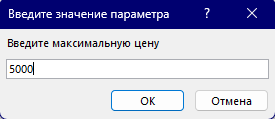 Введите значение параметра ? ×
Введите максимальную цену
5000
OK Отмена